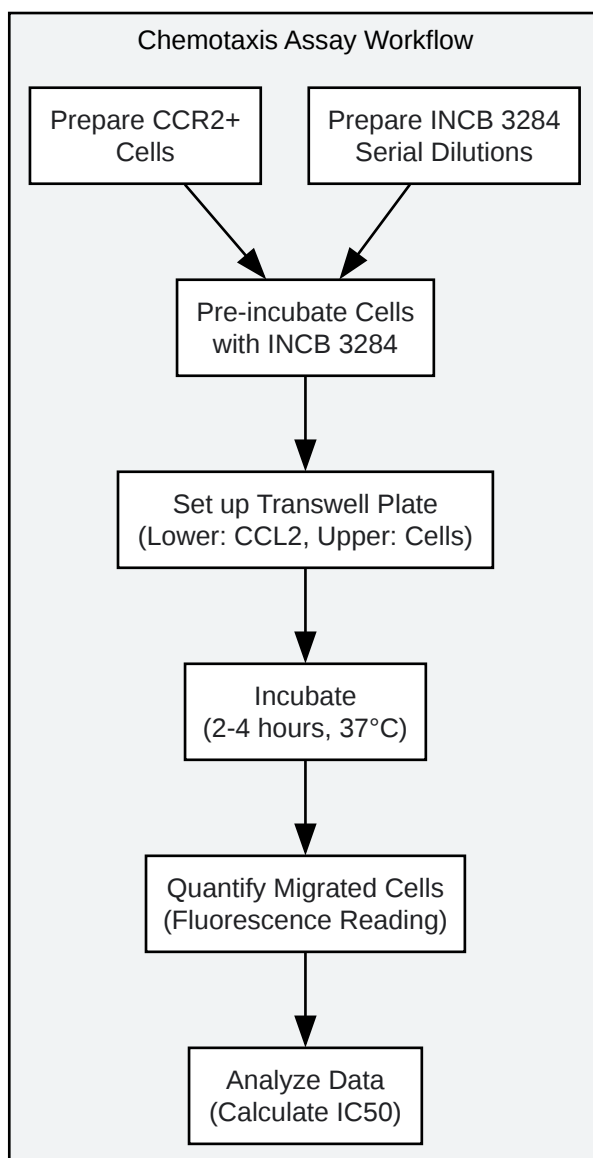 Chemotaxis Assay Workflow
Prepare CCR2+
Cells
Prepare INCB 3284
Serial Dilutions
Pre-incubate Cells
with INCB 3284
Set up Transwell Plate
(Lower: CCL2, Upper: Cells)
Incubate
(2-4 hours, 37°C)
Quantify Migrated Cells
(Fluorescence Reading)
Analyze Data
(Calculate IC50)